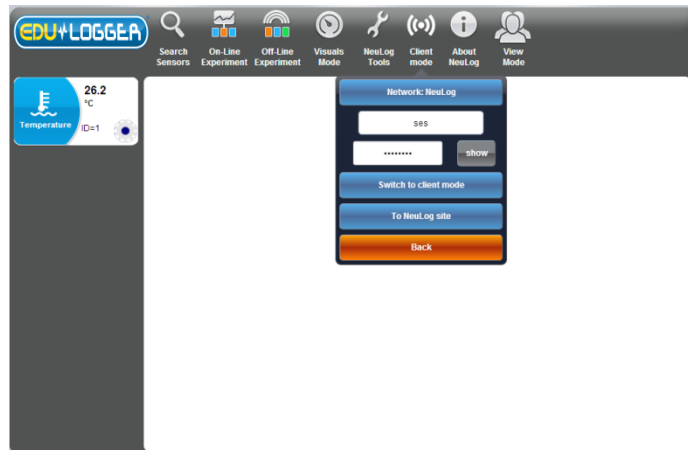 EDU LOGGER
Search Sensors
On-Line Experiment
Off-Line Experiment
Visuals Mode
NeuLog Tools
Client mode
About NeuLog
View Mode
26.2
°C
Temperature
ID=1
Network: NeuLog
ses
••••••••
show
Switch to client mode
To NeuLog site
Back